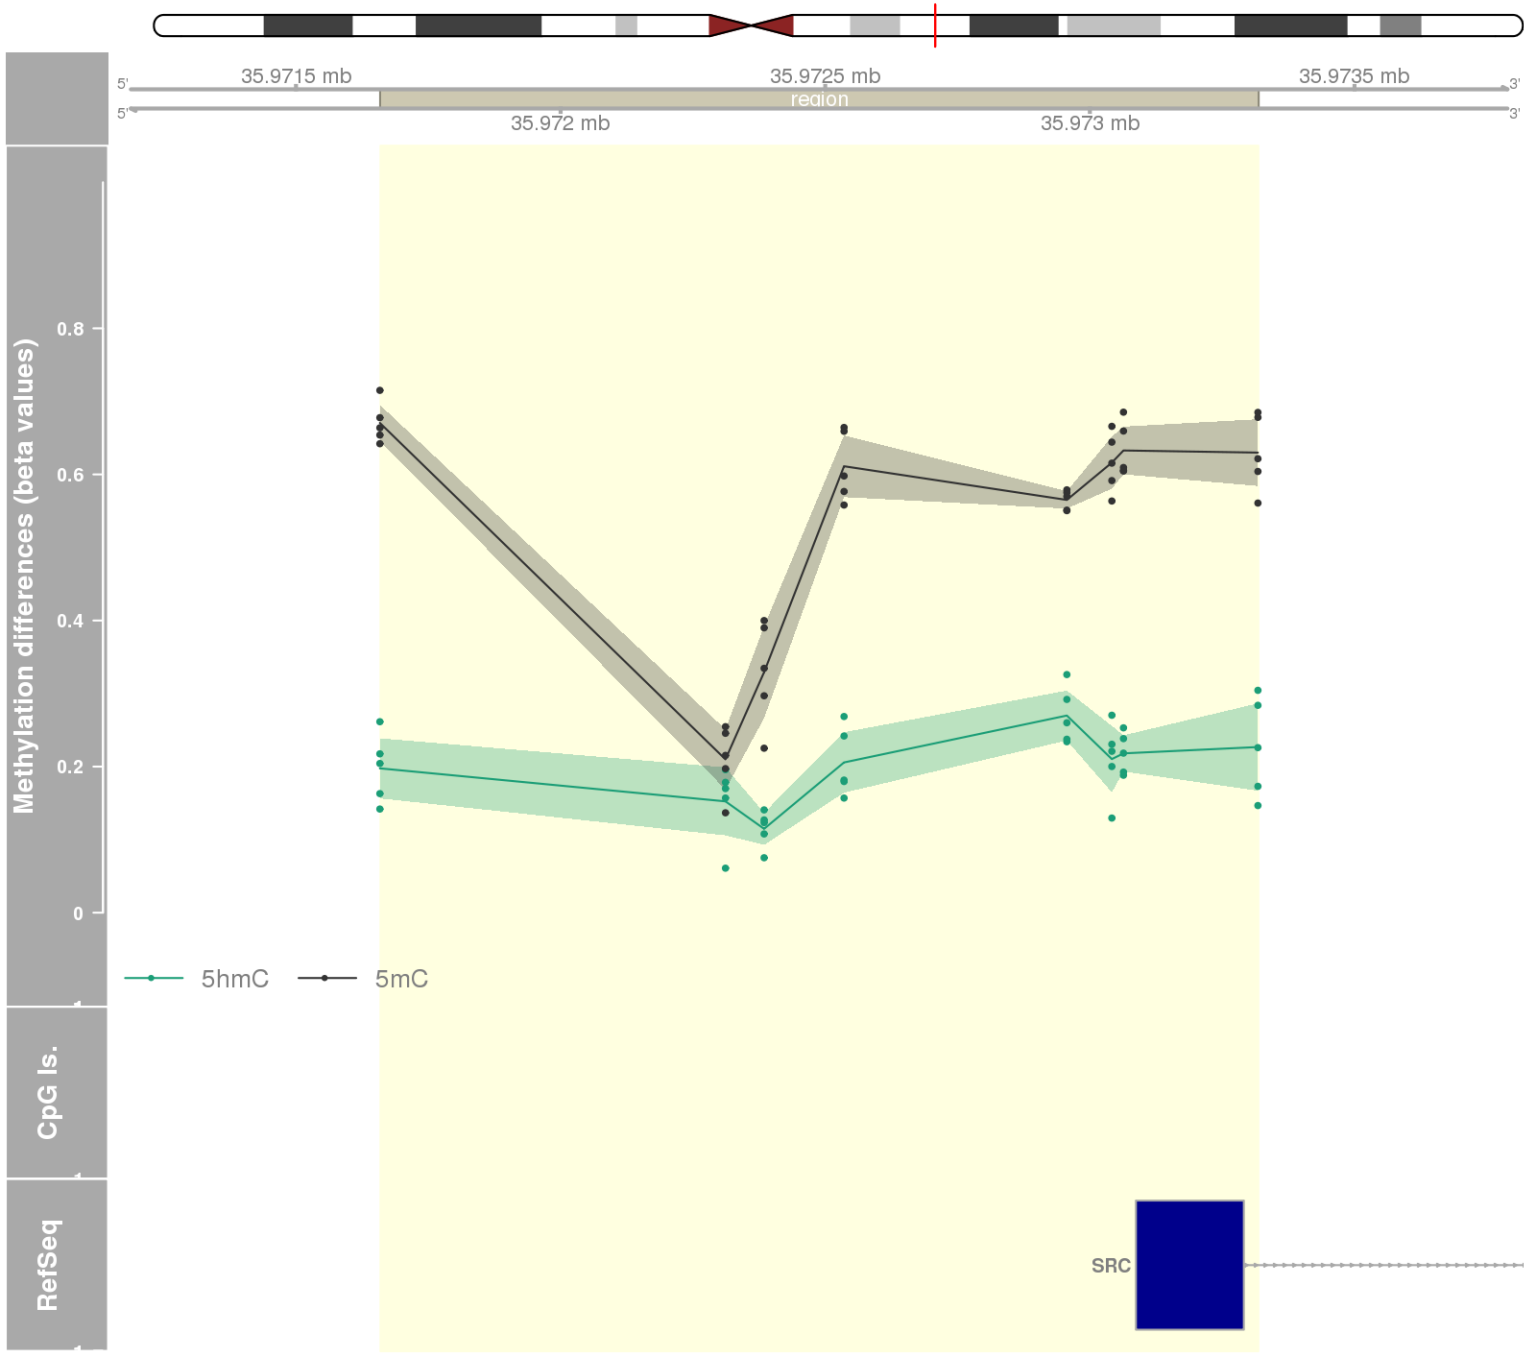 35.9715 mb 35.9725 mb 35.9735 mb
5' 3'
region
5' 3'
35.972 mb 35.973 mb
Methylation differences (beta values)
0.8
0.6
0.4
0.2
0
5hmC 5mC
CpG Is.
RefSeq
SRC